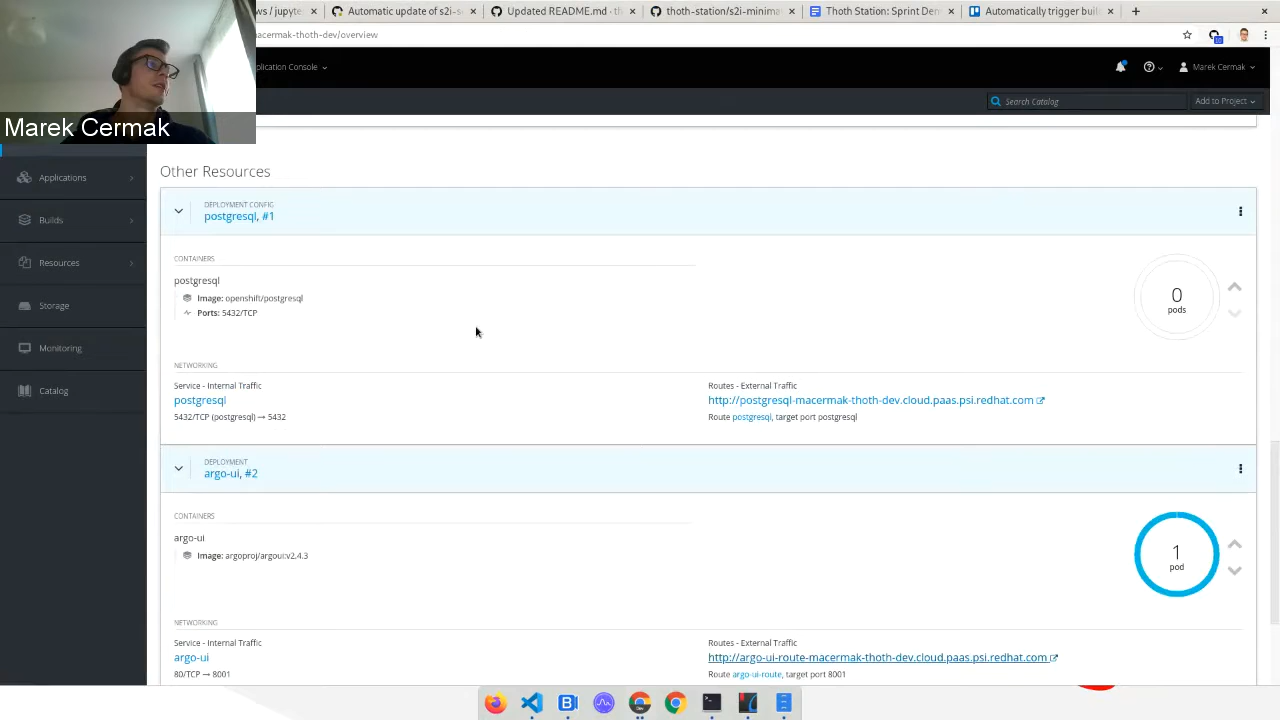 ws / jupyte
Automatic update of s2i-s
Updated README.md · th
thoth-station/s2i-minima
Thoth Station: Sprint Dem
Automatically trigger buil
acermak-thoth-dev/overview
plication Console
Marek Cermak
Search Catalog
Add to Project
Marek Cermak
Applications
Builds
Resources
Storage
Monitoring
Catalog
Other Resources
DEPLOYMENT CONFIG
postgresql, #1
CONTAINERS
postgresql
Image: openshift/postgresql
Ports: 5432/TCP
0
pods
NETWORKING
Service - Internal Traffic
postgresql
5432/TCP (postgresql) → 5432
Routes - External Traffic
http://postgresql-macermak-thoth-dev.cloud.paas.psi.redhat.com
Route postgresql, target port postgresql
DEPLOYMENT
argo-ui, #2
CONTAINERS
argo-ui
Image: argoproj/argoui:v2.4.3
1
pod
NETWORKING
Service - Internal Traffic
argo-ui
80/TCP → 8001
Routes - External Traffic
http://argo-ui-route-macermak-thoth-dev.cloud.paas.psi.redhat.com
Route argo-ui-route, target port 8001